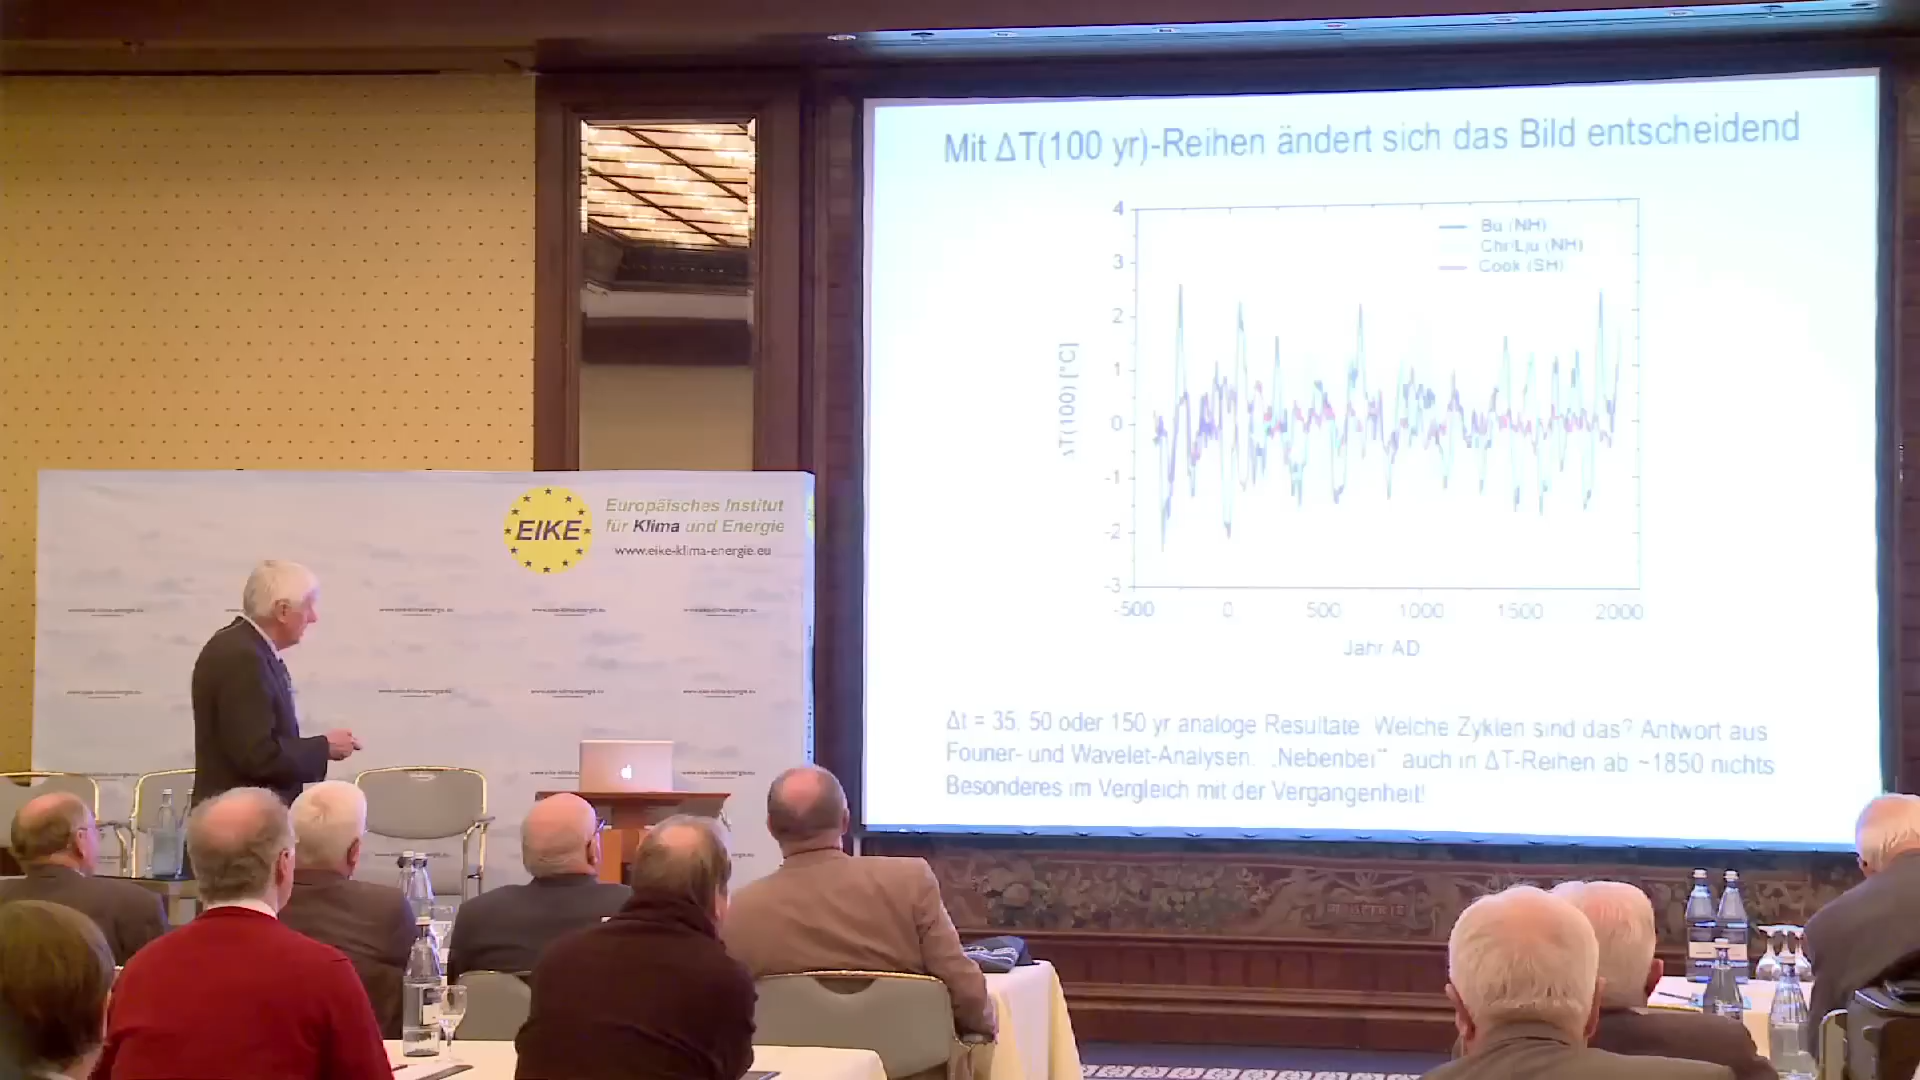 Mit ΔT(100 yr)-Reihen ändert sich das Bild entscheidend
4
3
2
1
0
-1
-2
-3
ΔT(100) [°C]
Bü (NH)
Chr/Lju (NH)
Cook (SH)
-500 0 500 1000 1500 2000
Jahr AD
Δt = 35, 50 oder 150 yr analoge Resultate. Welche Zyklen sind das? Antwort aus
Fourier- und Wavelet-Analysen. „Nebenbei“ auch in ΔT-Reihen ab ~1850 nichts
Besonderes im Vergleich mit der Vergangenheit!
EIKE
Europäisches Institut
für Klima und Energie
www.eike-klima-energie.eu